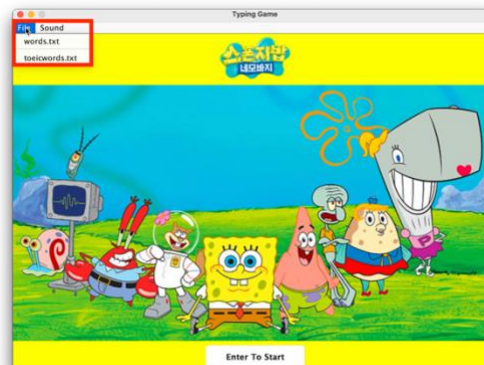 Typing Game
File Sound
words.txt
toeicwords.txt
스폰지밥
네모바지
Enter To Start